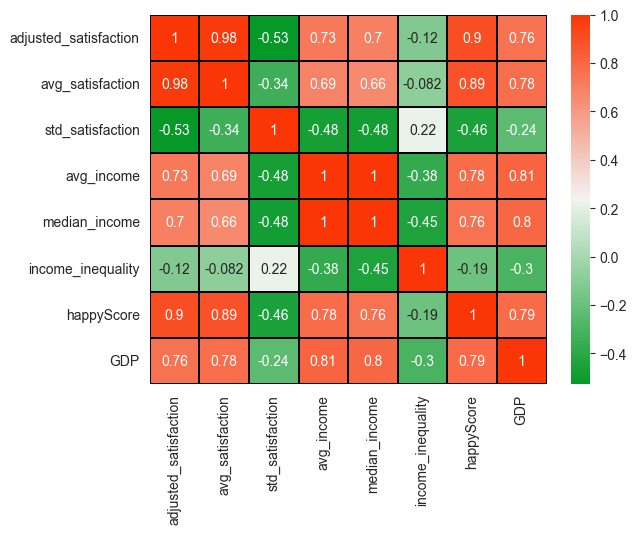 adjusted_satisfaction 1 0.98 -0.53 0.73 0.7 -0.12 0.9 0.76
avg_satisfaction 0.98 1 -0.34 0.69 0.66 -0.082 0.89 0.78
std_satisfaction -0.53 -0.34 1 -0.48 -0.48 0.22 -0.46 -0.24
avg_income 0.73 0.69 -0.48 1 1 -0.38 0.78 0.81
median_income 0.7 0.66 -0.48 1 1 -0.45 0.76 0.8
income_inequality -0.12 -0.082 0.22 -0.38 -0.45 1 -0.19 -0.3
happyScore 0.9 0.89 -0.46 0.78 0.76 -0.19 1 0.79
GDP 0.76 0.78 -0.24 0.81 0.8 -0.3 0.79 1
adjusted_satisfaction
avg_satisfaction
std_satisfaction
avg_income
median_income
income_inequality
happyScore
GDP
1.0
0.8
0.6
0.4
0.2
0.0
−0.2
−0.4